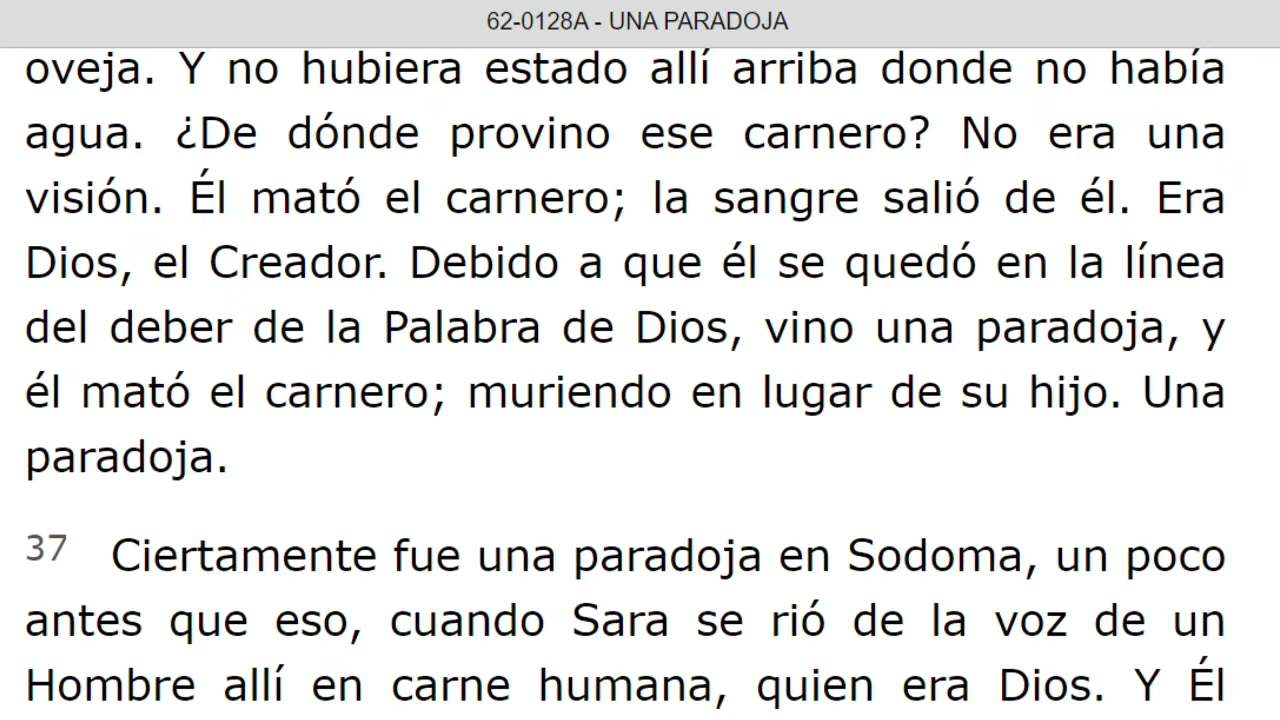 62-0128A - UNA PARADOJA
oveja. Y no hubiera estado allí arriba donde no había
agua. ¿De dónde provino ese carnero? No era una
visión. Él mató el carnero; la sangre salió de él. Era
Dios, el Creador. Debido a que él se quedó en la línea
del deber de la Palabra de Dios, vino una paradoja, y
él mató el carnero; muriendo en lugar de su hijo. Una
paradoja.
37 Ciertamente fue una paradoja en Sodoma, un poco
antes que eso, cuando Sara se rió de la voz de un
Hombre allí en carne humana, quien era Dios. Y Él